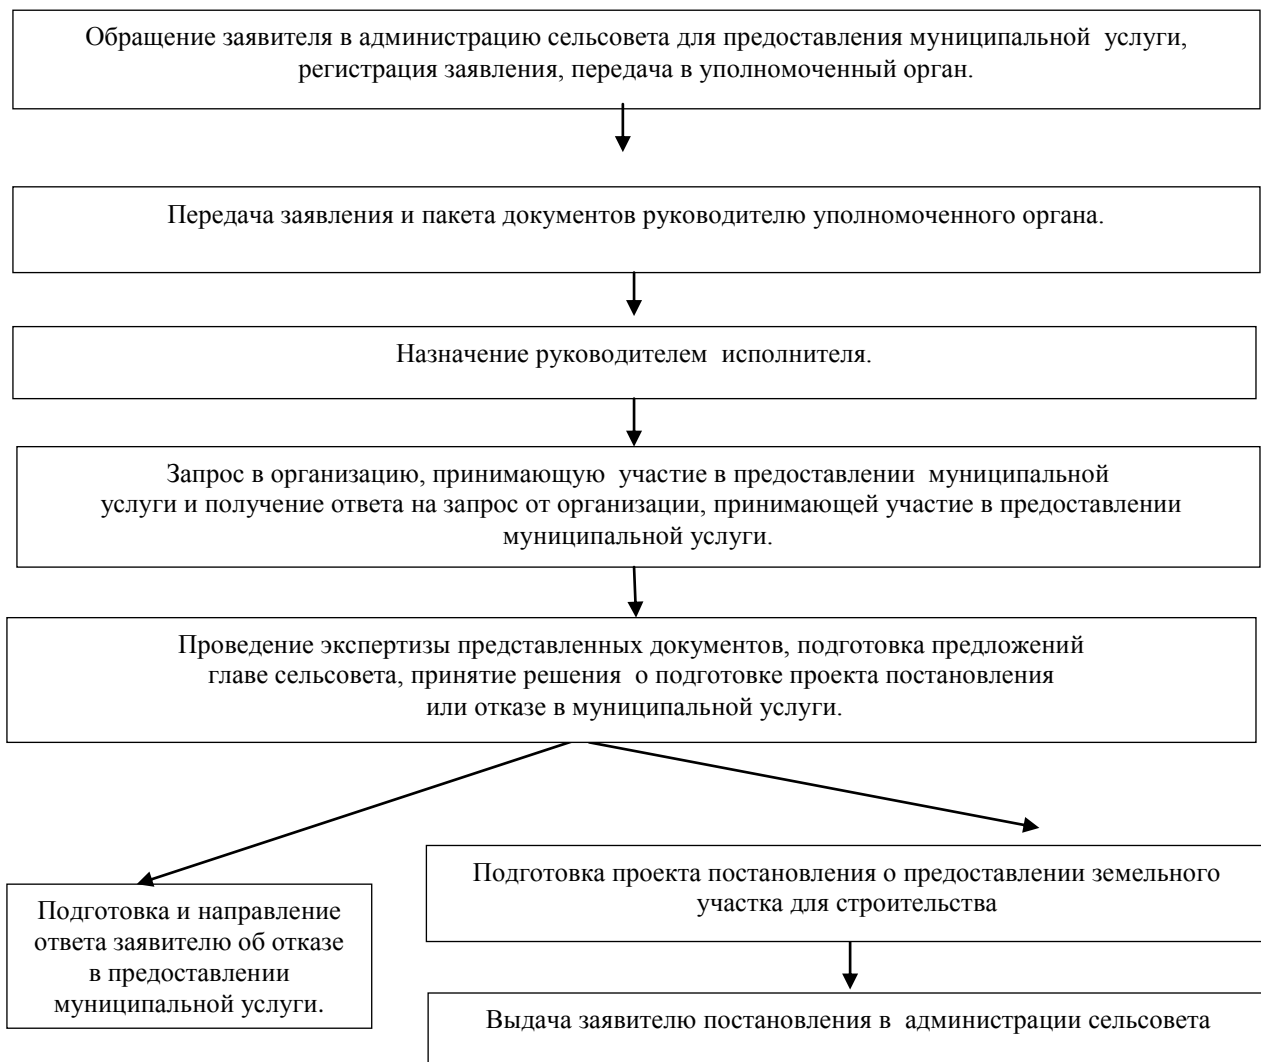 Обращение заявителя в администрацию сельсовета для предоставления муниципальной услуги,
регистрация заявления, передача в уполномоченный орган.
Передача заявления и пакета документов руководителю уполномоченного органа.
Назначение руководителем исполнителя.
Запрос в организацию, принимающую участие в предоставлении муниципальной
услуги и получение ответа на запрос от организации, принимающей участие в предоставлении
муниципальной услуги.
Проведение экспертизы представленных документов, подготовка предложений
главе сельсовета, принятие решения о подготовке проекта постановления
или отказе в муниципальной услуги.
Подготовка и направление
ответа заявителю об отказе
в предоставлении
муниципальной услуги.
Подготовка проекта постановления о предоставлении земельного
участка для строительства
Выдача заявителю постановления в администрации сельсовета